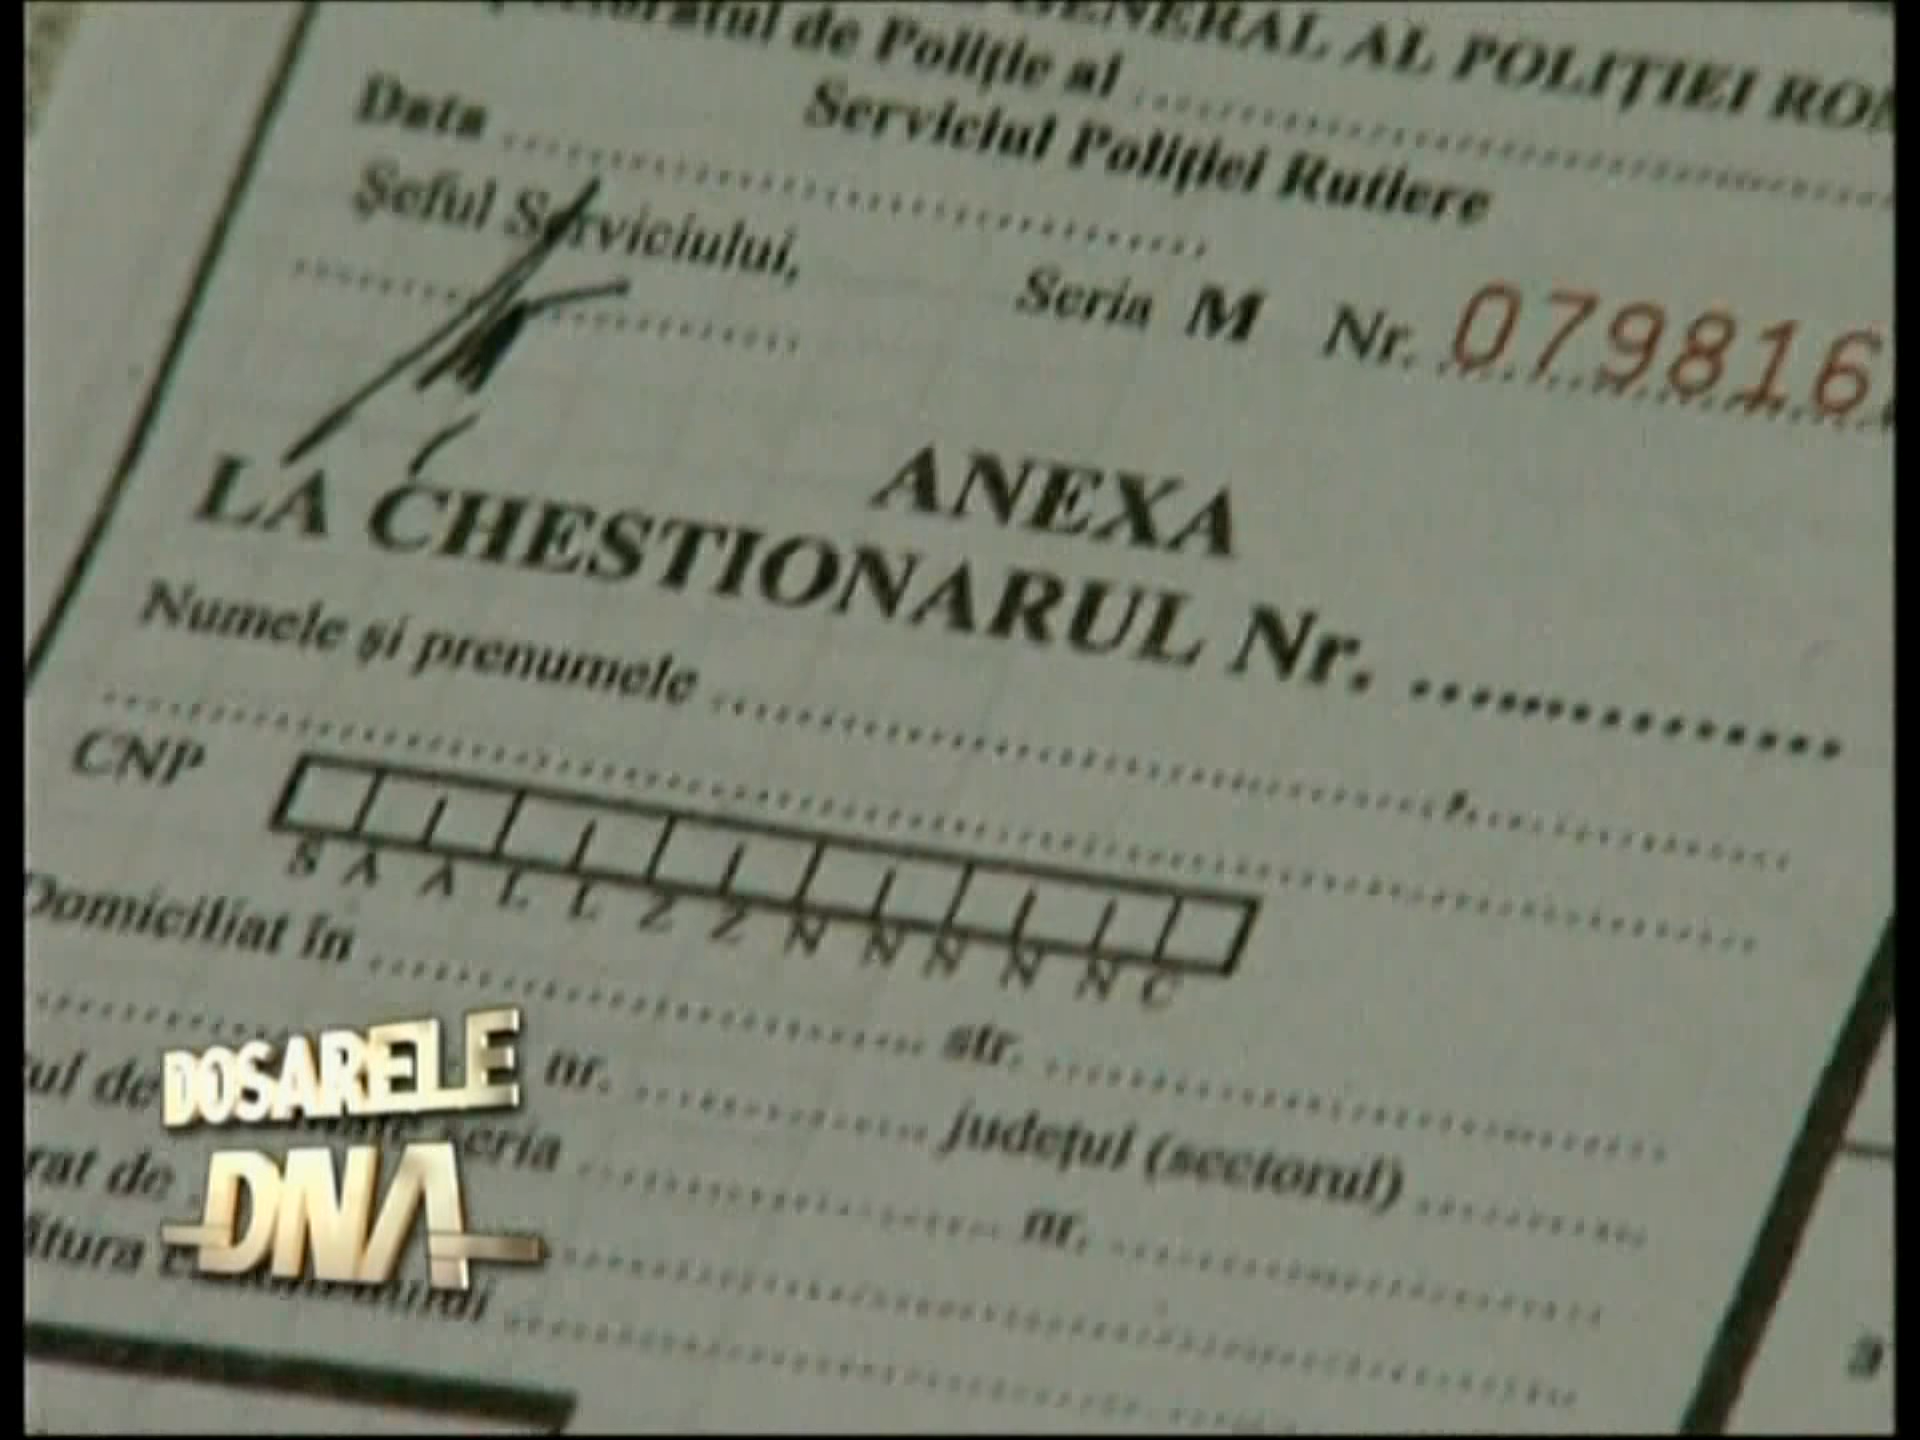 GENERAL AL POLIȚIEI
de Poliție al ........................
Serviciul Poliției Rutiere
Data ........................
Șeful Serviciului,
Seria M Nr. 079816
ANEXA
LA CHESTIONARUL Nr. ...............
Numele și prenumele ........................
CNP
S A A L L Z Z N N N N N C
Domiciliat în ........................ str. ........................
nr. ............ județul (sectorul) ............
seria ............ nr. ............
DOSARELE
DNA